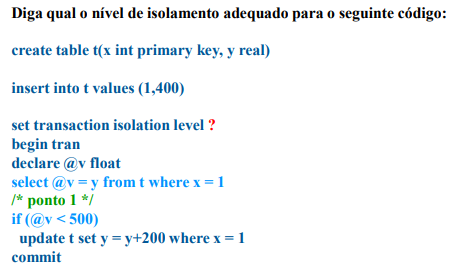 Diga qual o nível de isolamento adequado para o seguinte código:
create table t(x int primary key, y real)
insert into t values (1,400)
set transaction isolation level ?
begin tran
declare @v float
select @v = y from t where x = 1
/* ponto 1 */
if (@v < 500)
update t set y = y+200 where x = 1
commit